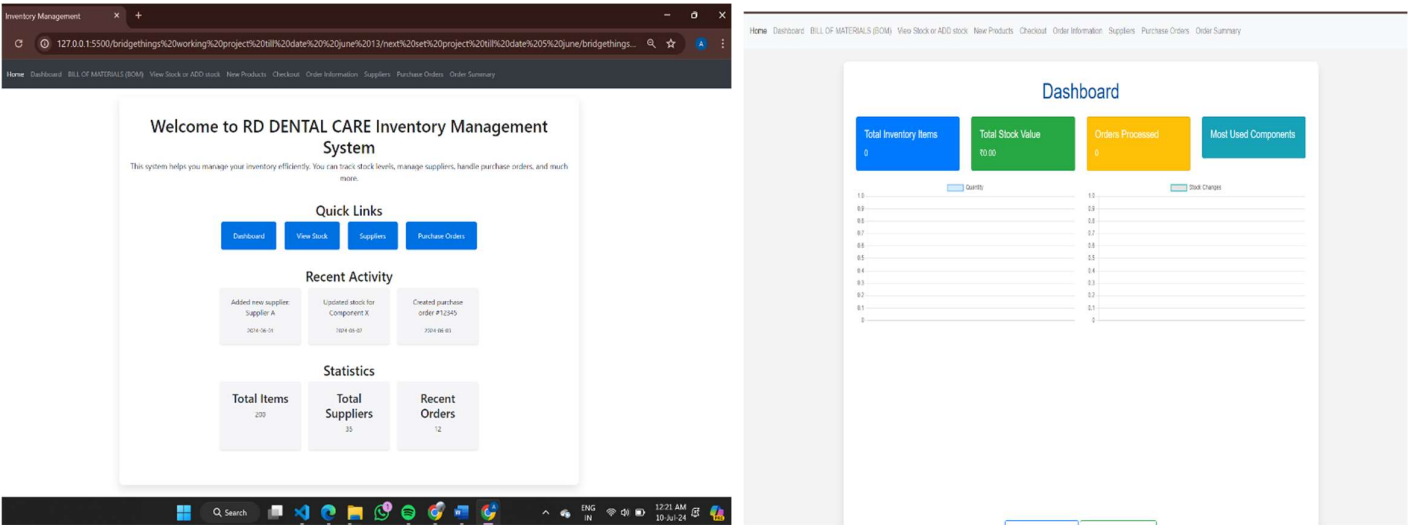 Inventory Management
127.0.0.1:5500/bridgethings%20working%20project%20till%20date%20%20june%2013/next%20set%20project%20till%20date%205%20june/bridgethings...
A
Home Dashboard BILL OF MATERIALS (BOM) View Stock or ADD stock New Products Checkout Order Information Suppliers Purchase Orders Order Summary
Welcome to RD DENTAL CARE Inventory Management
System
This system helps you manage your inventory efficiently. You can track stock levels, manage suppliers, handle purchase orders, and much
more.
Quick Links
Dashboard View Stock Suppliers Purchase Orders
Recent Activity
Added new supplier: Updated stock for Created purchase
Supplier A Component X order #12345
Statistics
Total Items Total Recent
200 Suppliers Orders
35 12
Search ENG 12:21 AM
IN 10-Jul-24
Home Dashboard BILL OF MATERIALS (BOM) View Stock or ADD stock New Products Checkout Order Information Suppliers Purchase Orders Order Summary
Dashboard
Total Inventory Items Total Stock Value Orders Processed Most Used Components
0 ₹0.00 0
Quantity Stock Changes
1.0 1.0
0.9 0.9
0.8 0.8
0.7 0.7
0.6 0.6
0.5 0.5
0.4 0.4
0.3 0.3
0.2 0.2
0.1 0.1
0 0